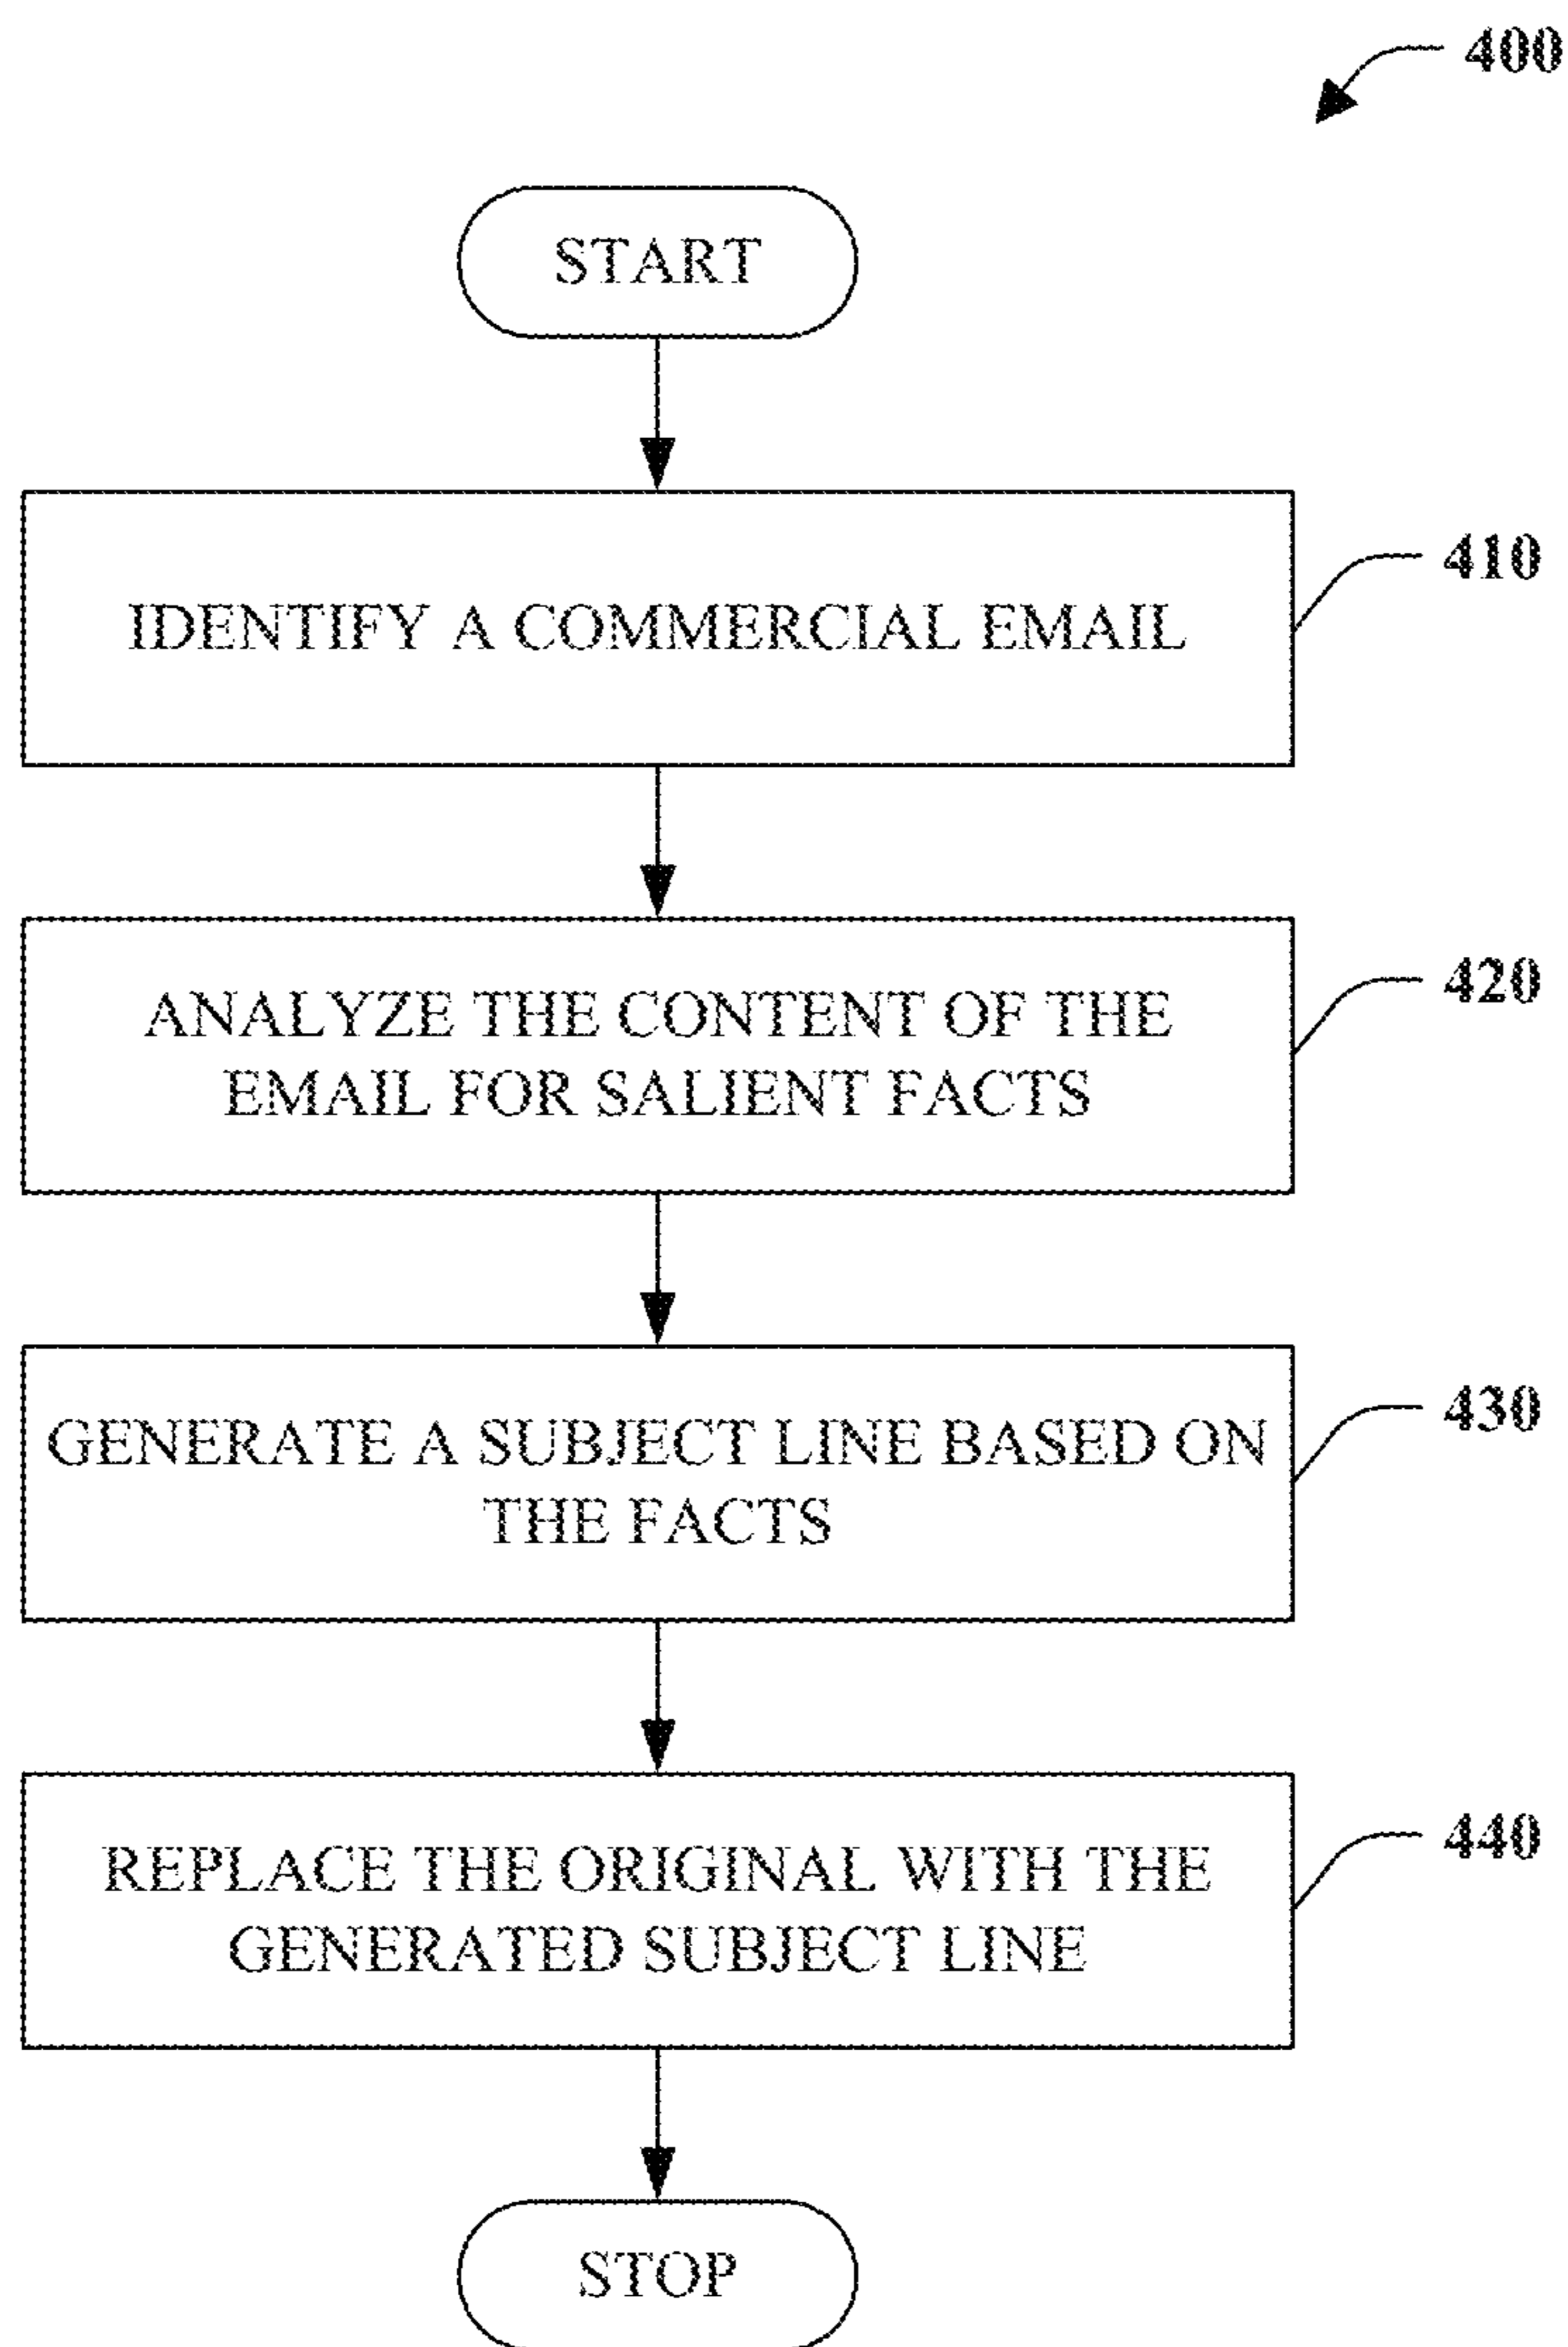 400
START
IDENTIFY A COMMERCIAL EMAIL
410
ANALYZE THE CONTENT OF THE
EMAIL FOR SALIENT FACTS
420
GENERATE A SUBJECT LINE BASED ON
THE FACTS
430
REPLACE THE ORIGINAL WITH THE
GENERATED SUBJECT LINE
440
STOP